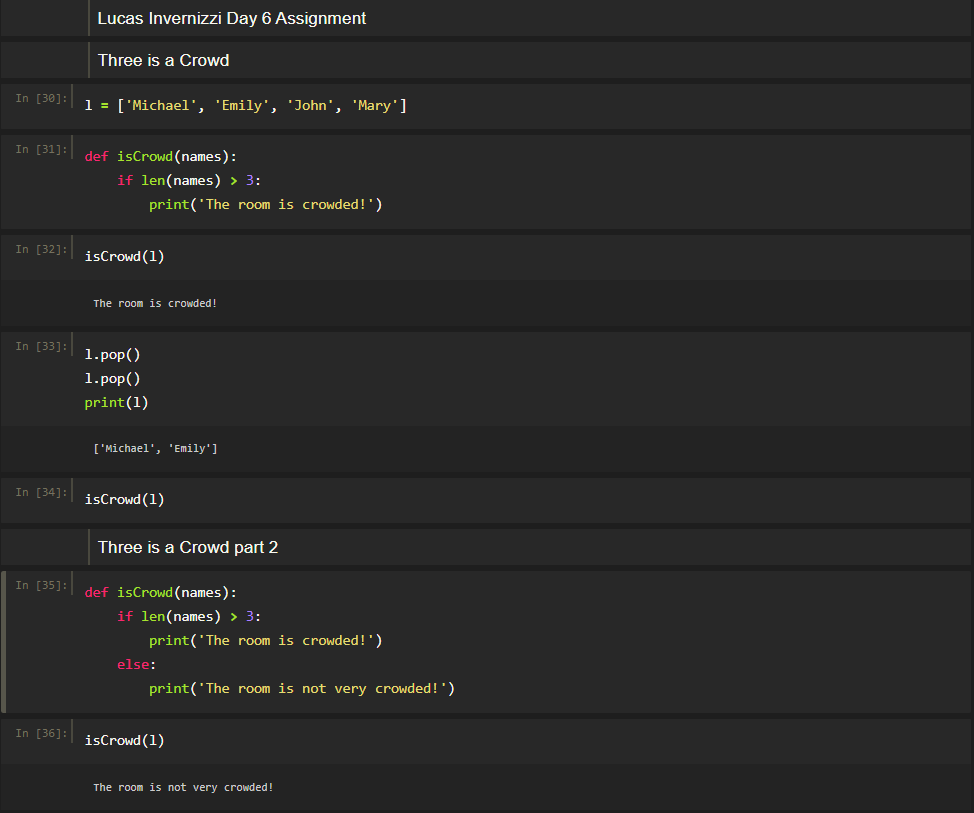 Lucas Invernizzi Day 6 Assignment
Three is a Crowd
In [30]:
l = ['Michael', 'Emily', 'John', 'Mary']
In [31]:
def isCrowd(names):
    if len(names) > 3:
        print('The room is crowded!')
In [32]:
isCrowd(l)
The room is crowded!
In [33]:
l.pop()
l.pop()
print(l)
['Michael', 'Emily']
In [34]:
isCrowd(l)
Three is a Crowd part 2
In [35]:
def isCrowd(names):
    if len(names) > 3:
        print('The room is crowded!')
    else:
        print('The room is not very crowded!')
In [36]:
isCrowd(l)
The room is not very crowded!